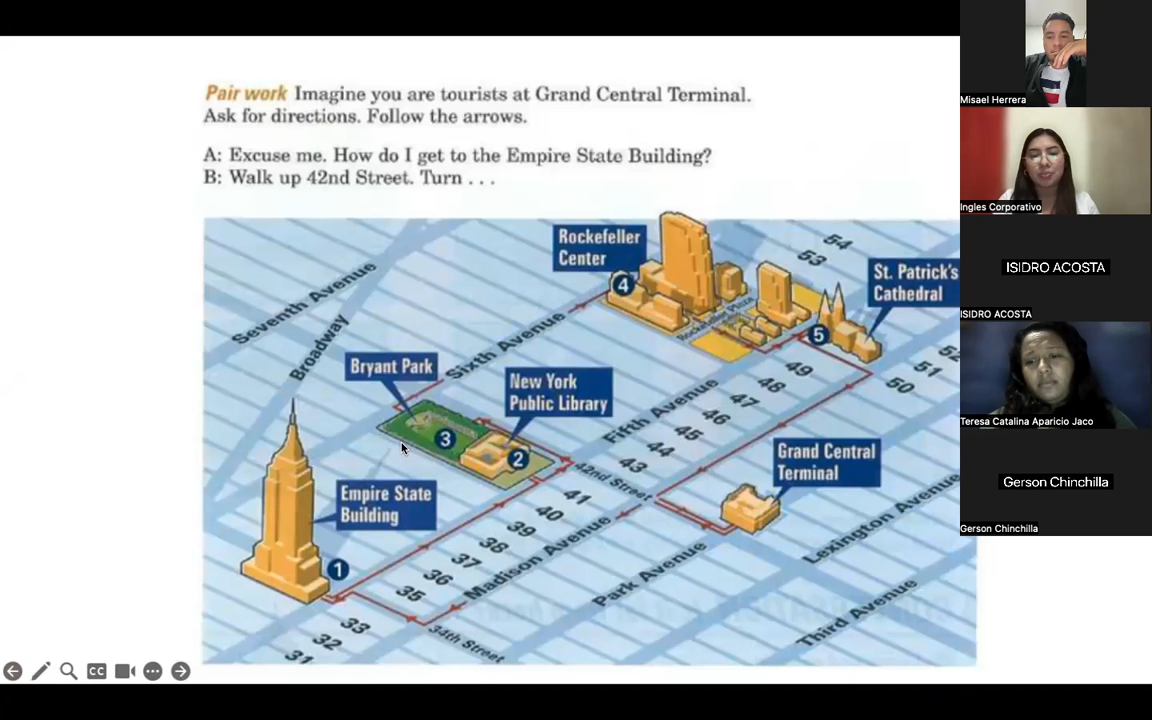 Pair work Imagine you are tourists at Grand Central Terminal.
Ask for directions. Follow the arrows.
A: Excuse me. How do I get to the Empire State Building?
B: Walk up 42nd Street. Turn . . .
Rockefeller
Center
4
54
53
St. Patrick's
Cathedral
5
Seventh Avenue
Broadway
Sixth Avenue
Rockefeller Plaza
Bryant Park
New York
Public Library
3
2
52
51
50
49
48
47
46
45
44
43
Fifth Avenue
42nd Street
Grand Central
Terminal
Empire State
Building
1
41
40
39
38
37
36
35
Madison Avenue
Park Avenue
Lexington Avenue
Third Avenue
34th Street
33
32
31
CC
Misael Herrera
Ingles Corporativo
ISIDRO ACOSTA
ISIDRO ACOSTA
Teresa Catalina Aparicio Jaco
Gerson Chinchilla
Gerson Chinchilla